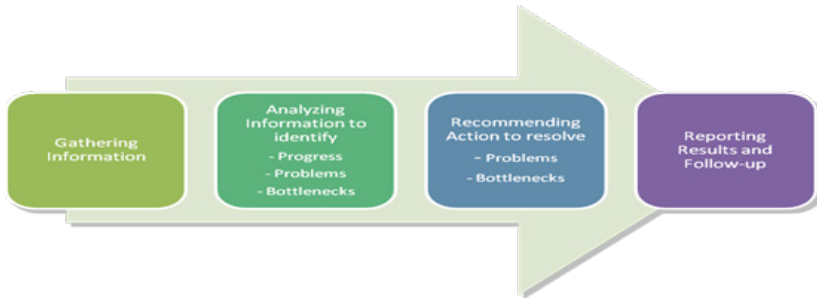 Gathering
Information
Analyzing
Information to
identify
- Progress
- Problems
- Bottlenecks
Recommending
Action to resolve
- Problems
- Bottlenecks
Reporting
Results and
Follow-up